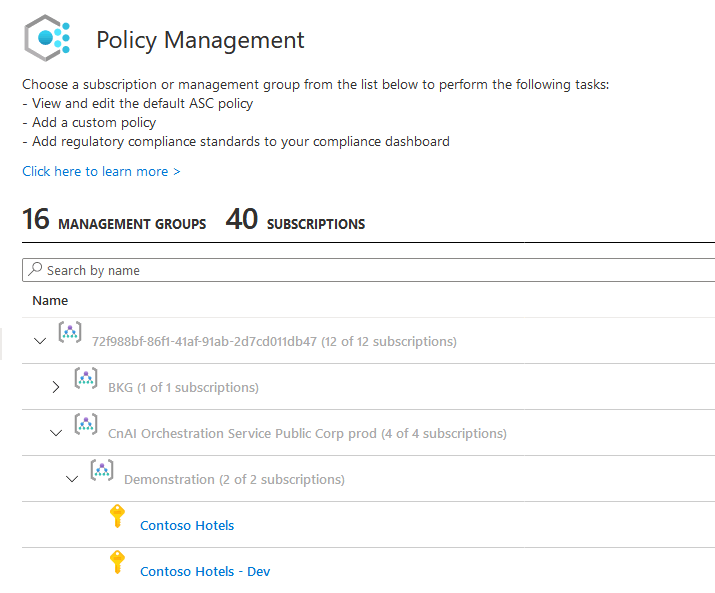 Policy Management
Choose a subscription or management group from the list below to perform the following tasks:
- View and edit the default ASC policy
- Add a custom policy
- Add regulatory compliance standards to your compliance dashboard
Click here to learn more >
16 MANAGEMENT GROUPS 40 SUBSCRIPTIONS
Search by name
Name
72f988bf-86f1-41af-91ab-2d7cd011db47 (12 of 12 subscriptions)
BKG (1 of 1 subscriptions)
CnAI Orchestration Service Public Corp prod (4 of 4 subscriptions)
Demonstration (2 of 2 subscriptions)
Contoso Hotels
Contoso Hotels - Dev